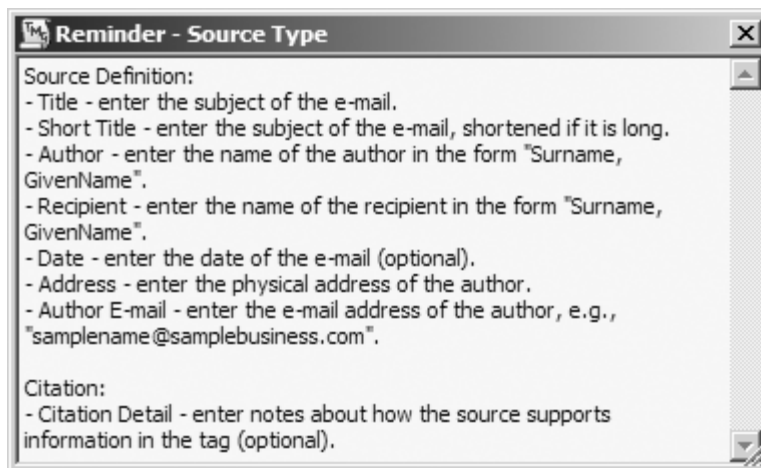 Reminder - Source Type
Source Definition:
- Title - enter the subject of the e-mail.
- Short Title - enter the subject of the e-mail, shortened if it is long.
- Author - enter the name of the author in the form "Surname,
GivenName".
- Recipient - enter the name of the recipient in the form "Surname,
GivenName".
- Date - enter the date of the e-mail (optional).
- Address - enter the physical address of the author.
- Author E-mail - enter the e-mail address of the author, e.g.,
"samplename@samplebusiness.com".
Citation:
- Citation Detail - enter notes about how the source supports
information in the tag (optional).